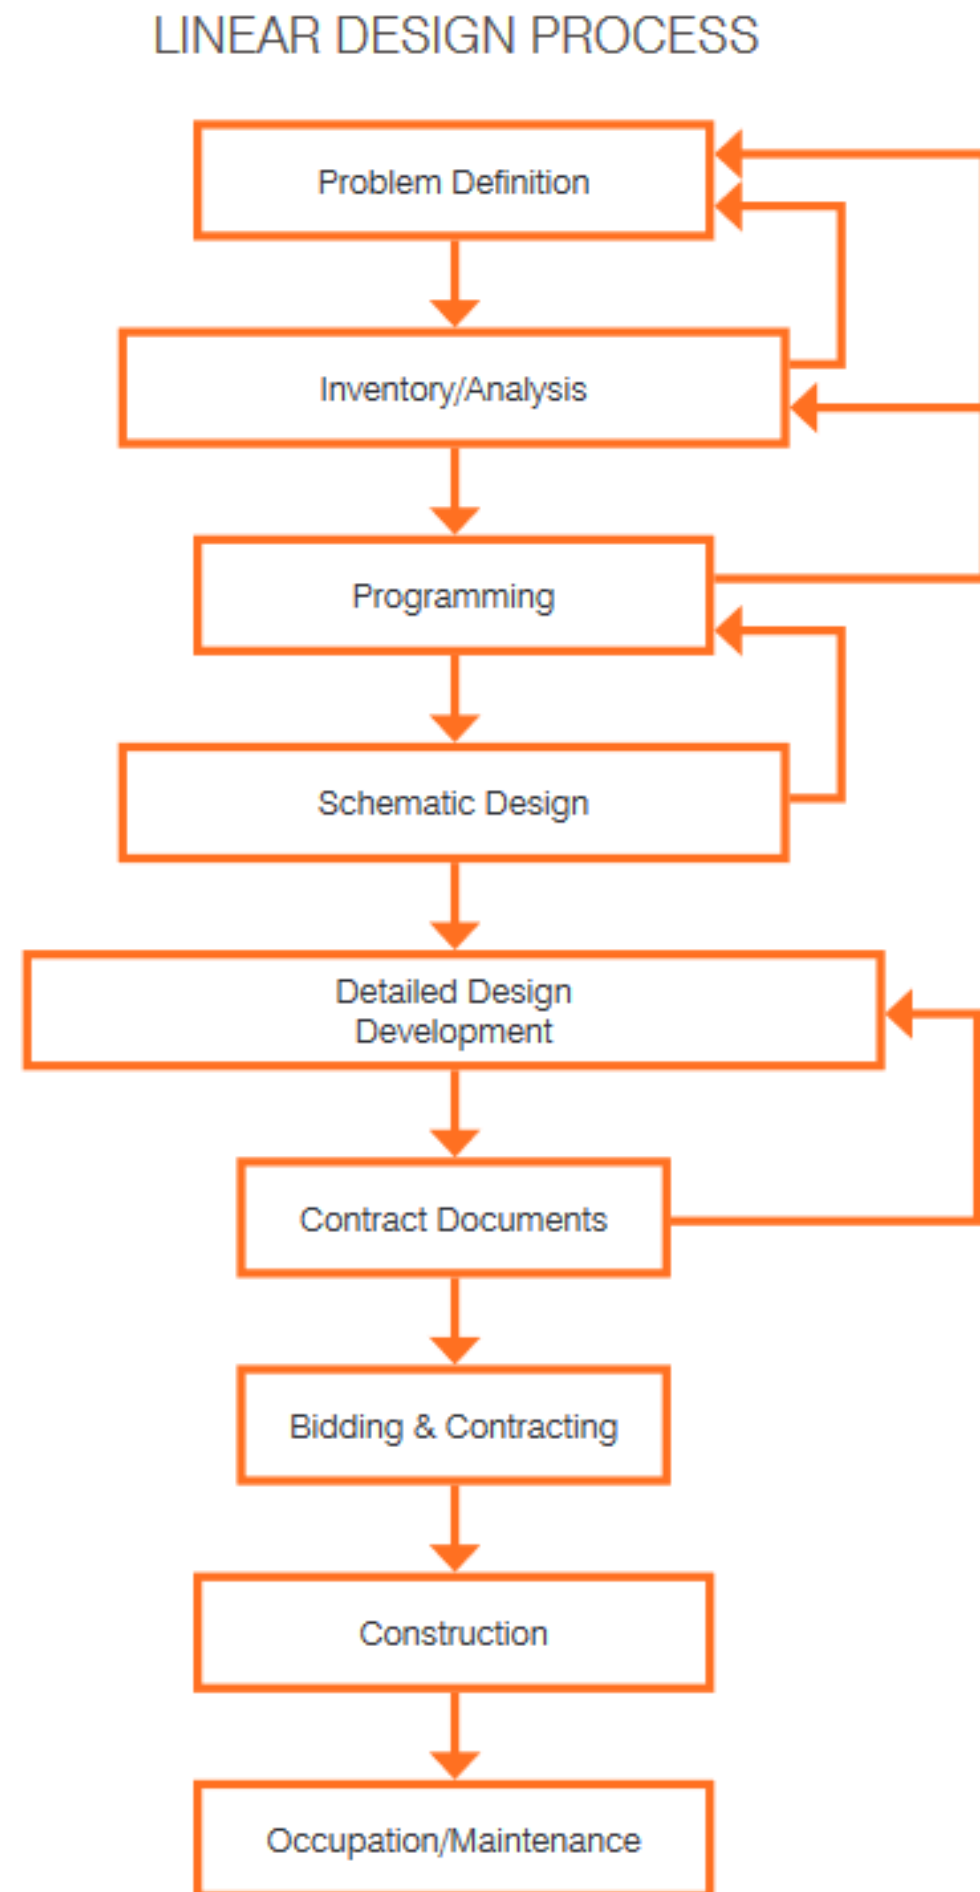 LINEAR DESIGN PROCESS
Problem Definition
Inventory/Analysis
Programming
Schematic Design
Detailed Design
Development
Contract Documents
Bidding & Contracting
Construction
Occupation/Maintenance